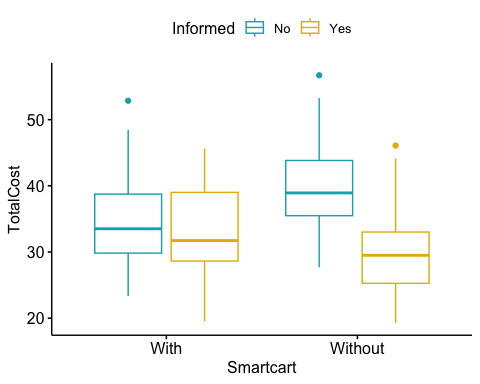 Informed No Yes
TotalCost
50
40
30
20
With Without
Smartcart